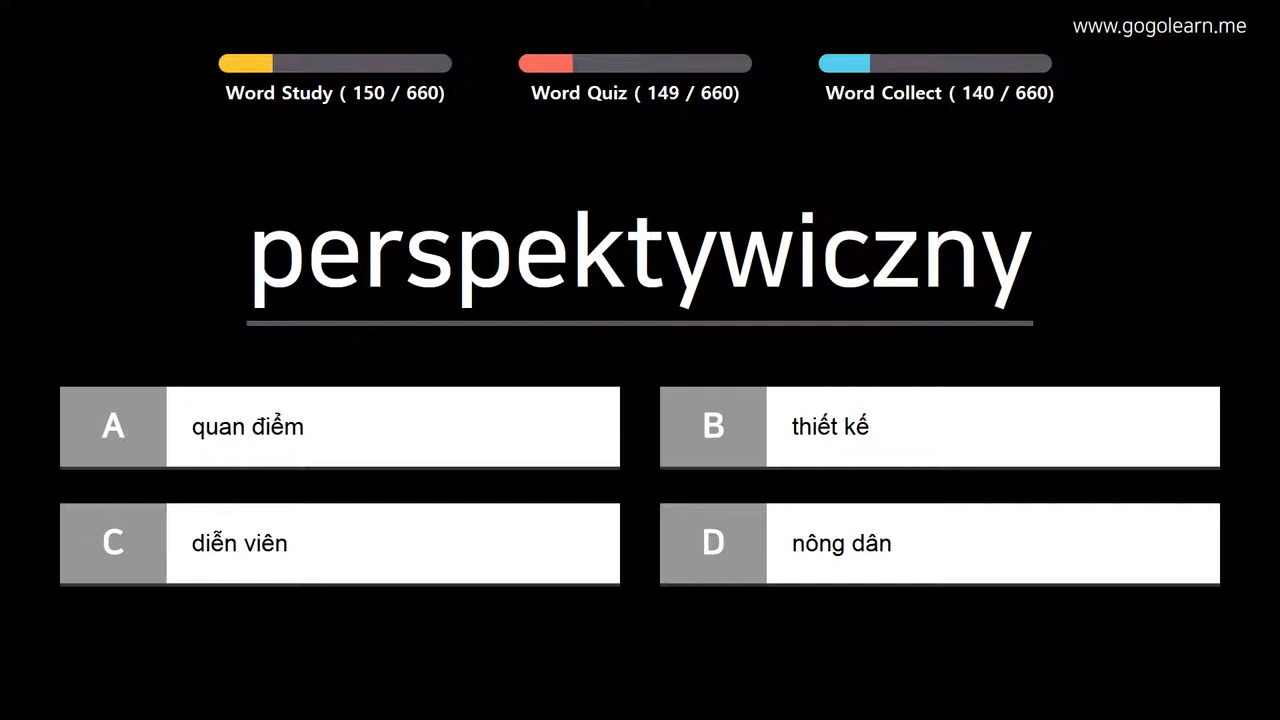 www.gogolearn.me
Word Study ( 150 / 660)
Word Quiz ( 149 / 660)
Word Collect ( 140 / 660)
perspektywiczny
A quan điểm
B thiết kế
C diễn viên
D nông dân